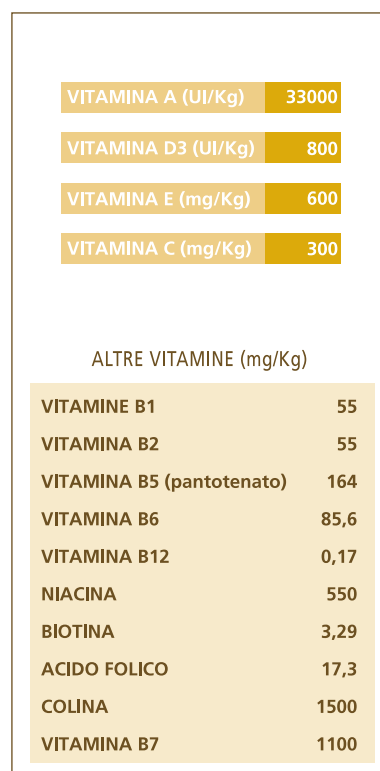 VITAMINA A (UI/Kg) 33000
VITAMINA D3 (UI/Kg) 800
VITAMINA E (mg/Kg) 600
VITAMINA C (mg/Kg) 300
ALTRE VITAMINE (mg/Kg)
VITAMINE B1 55
VITAMINA B2 55
VITAMINA B5 (pantotenato) 164
VITAMINA B6 85,6
VITAMINA B12 0,17
NIACINA 550
BIOTINA 3,29
ACIDO FOLICO 17,3
COLINA 1500
VITAMINA B7 1100